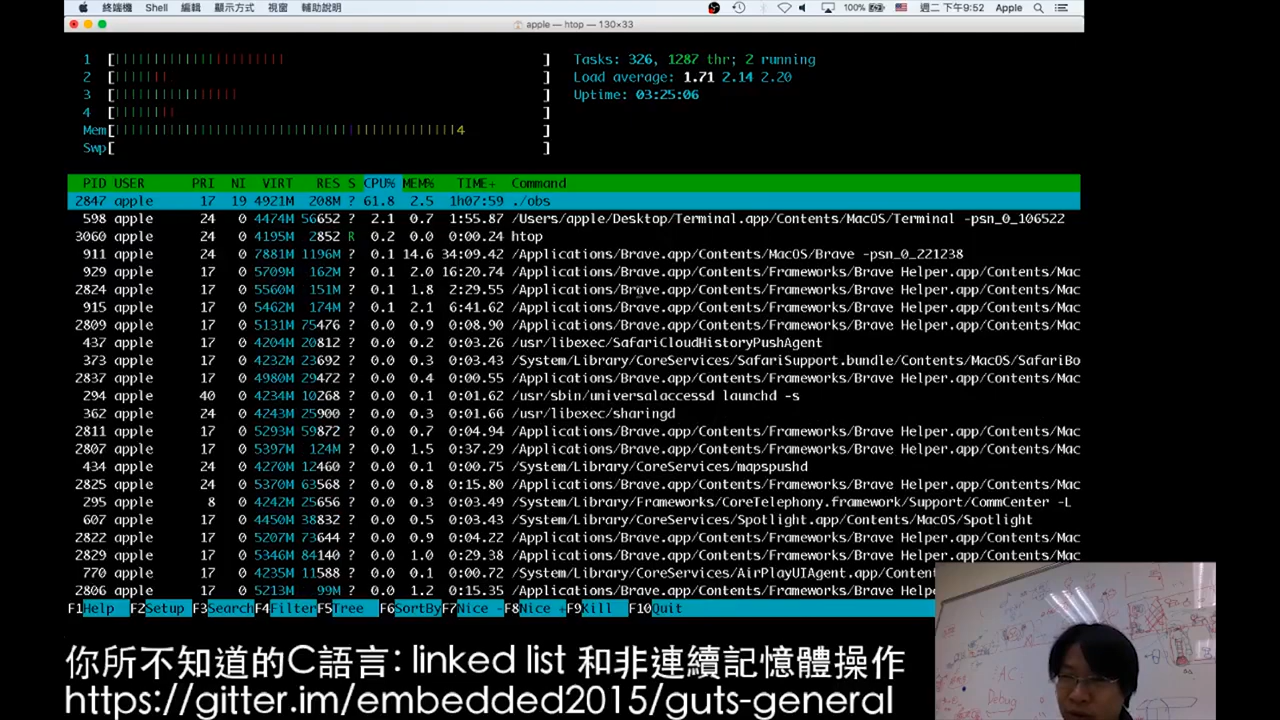 終端機 Shell 編輯 顯示方式 視窗 輔助說明 100% 週二 下午9:52 Apple
apple — htop — 130×33
1 [ ] Tasks: 326, 1287 thr; 2 running
2 [ ] Load average: 1.71 2.14 2.20
3 [ ] Uptime: 03:25:06
4 [ ]
Mem[ 4 ]
Swp[ ]
PID USER PRI NI VIRT RES S CPU% MEM% TIME+ Command
2847 apple 17 19 4921M 208M ? 61.8 2.5 1h07:59 ./obs
598 apple 24 0 4474M 56652 ? 2.1 0.7 1:55.87 /Users/apple/Desktop/Terminal.app/Contents/MacOS/Terminal -psn_0_106522
3060 apple 24 0 4195M 2852 R 0.2 0.0 0:00.24 htop
911 apple 24 0 7881M 1196M ? 0.1 14.6 34:09.42 /Applications/Brave.app/Contents/MacOS/Brave -psn_0_221238
929 apple 17 0 5709M 162M ? 0.1 2.0 16:20.74 /Applications/Brave.app/Contents/Frameworks/Brave Helper.app/Contents/Mac
2824 apple 17 0 5560M 151M ? 0.1 1.8 2:29.55 /Applications/Brave.app/Contents/Frameworks/Brave Helper.app/Contents/Mac
915 apple 17 0 5462M 174M ? 0.1 2.1 6:41.62 /Applications/Brave.app/Contents/Frameworks/Brave Helper.app/Contents/Mac
2809 apple 17 0 5131M 75476 ? 0.0 0.9 0:08.90 /Applications/Brave.app/Contents/Frameworks/Brave Helper.app/Contents/Mac
437 apple 17 0 4204M 20812 ? 0.0 0.2 0:03.26 /usr/libexec/SafariCloudHistoryPushAgent
373 apple 17 0 4232M 23692 ? 0.0 0.3 0:03.43 /System/Library/CoreServices/SafariSupport.bundle/Contents/MacOS/SafariBo
2837 apple 17 0 4980M 29472 ? 0.0 0.4 0:00.55 /Applications/Brave.app/Contents/Frameworks/Brave Helper.app/Contents/Mac
294 apple 40 0 4234M 10268 ? 0.0 0.1 0:01.62 /usr/sbin/universalaccessd launchd -s
362 apple 24 0 4243M 25900 ? 0.0 0.3 0:01.66 /usr/libexec/sharingd
2811 apple 17 0 5293M 59872 ? 0.0 0.7 0:04.94 /Applications/Brave.app/Contents/Frameworks/Brave Helper.app/Contents/Mac
2807 apple 17 0 5397M 124M ? 0.0 1.5 0:37.29 /Applications/Brave.app/Contents/Frameworks/Brave Helper.app/Contents/Mac
434 apple 24 0 4270M 12460 ? 0.0 0.1 0:00.75 /System/Library/CoreServices/mapspushd
2825 apple 24 0 5370M 63568 ? 0.0 0.8 0:15.80 /Applications/Brave.app/Contents/Frameworks/Brave Helper.app/Contents/Mac
295 apple 8 0 4242M 25656 ? 0.0 0.3 0:03.49 /System/Library/Frameworks/CoreTelephony.framework/Support/CommCenter -L
607 apple 17 0 4450M 38832 ? 0.0 0.5 0:03.43 /System/Library/CoreServices/Spotlight.app/Contents/MacOS/Spotlight
2822 apple 17 0 5207M 73644 ? 0.0 0.9 0:04.22 /Applications/Brave.app/Contents/Frameworks/Brave Helper.app/Contents/Mac
2829 apple 17 0 5346M 84140 ? 0.0 1.0 0:29.38 /Applications/Brave.app/Contents/Frameworks/Brave Helper.app/Contents/Mac
770 apple 17 0 4235M 11588 ? 0.0 0.1 0:00.72 /System/Library/CoreServices/AirPlayUIAgent.app/Cont
2806 apple 17 0 5213M 99M ? 0.0 1.2 0:15.35 /Applications/Brave.app/Contents/Frameworks/Brave He
F1Help F2Setup F3Search F4Filter F5Tree F6SortBy F7Nice - F8Nice + F9Kill F10Quit
AC
Debug
你所不知道的C語言: linked list 和非連續記憶體操作
https://gitter.im/embedded2015/guts-general